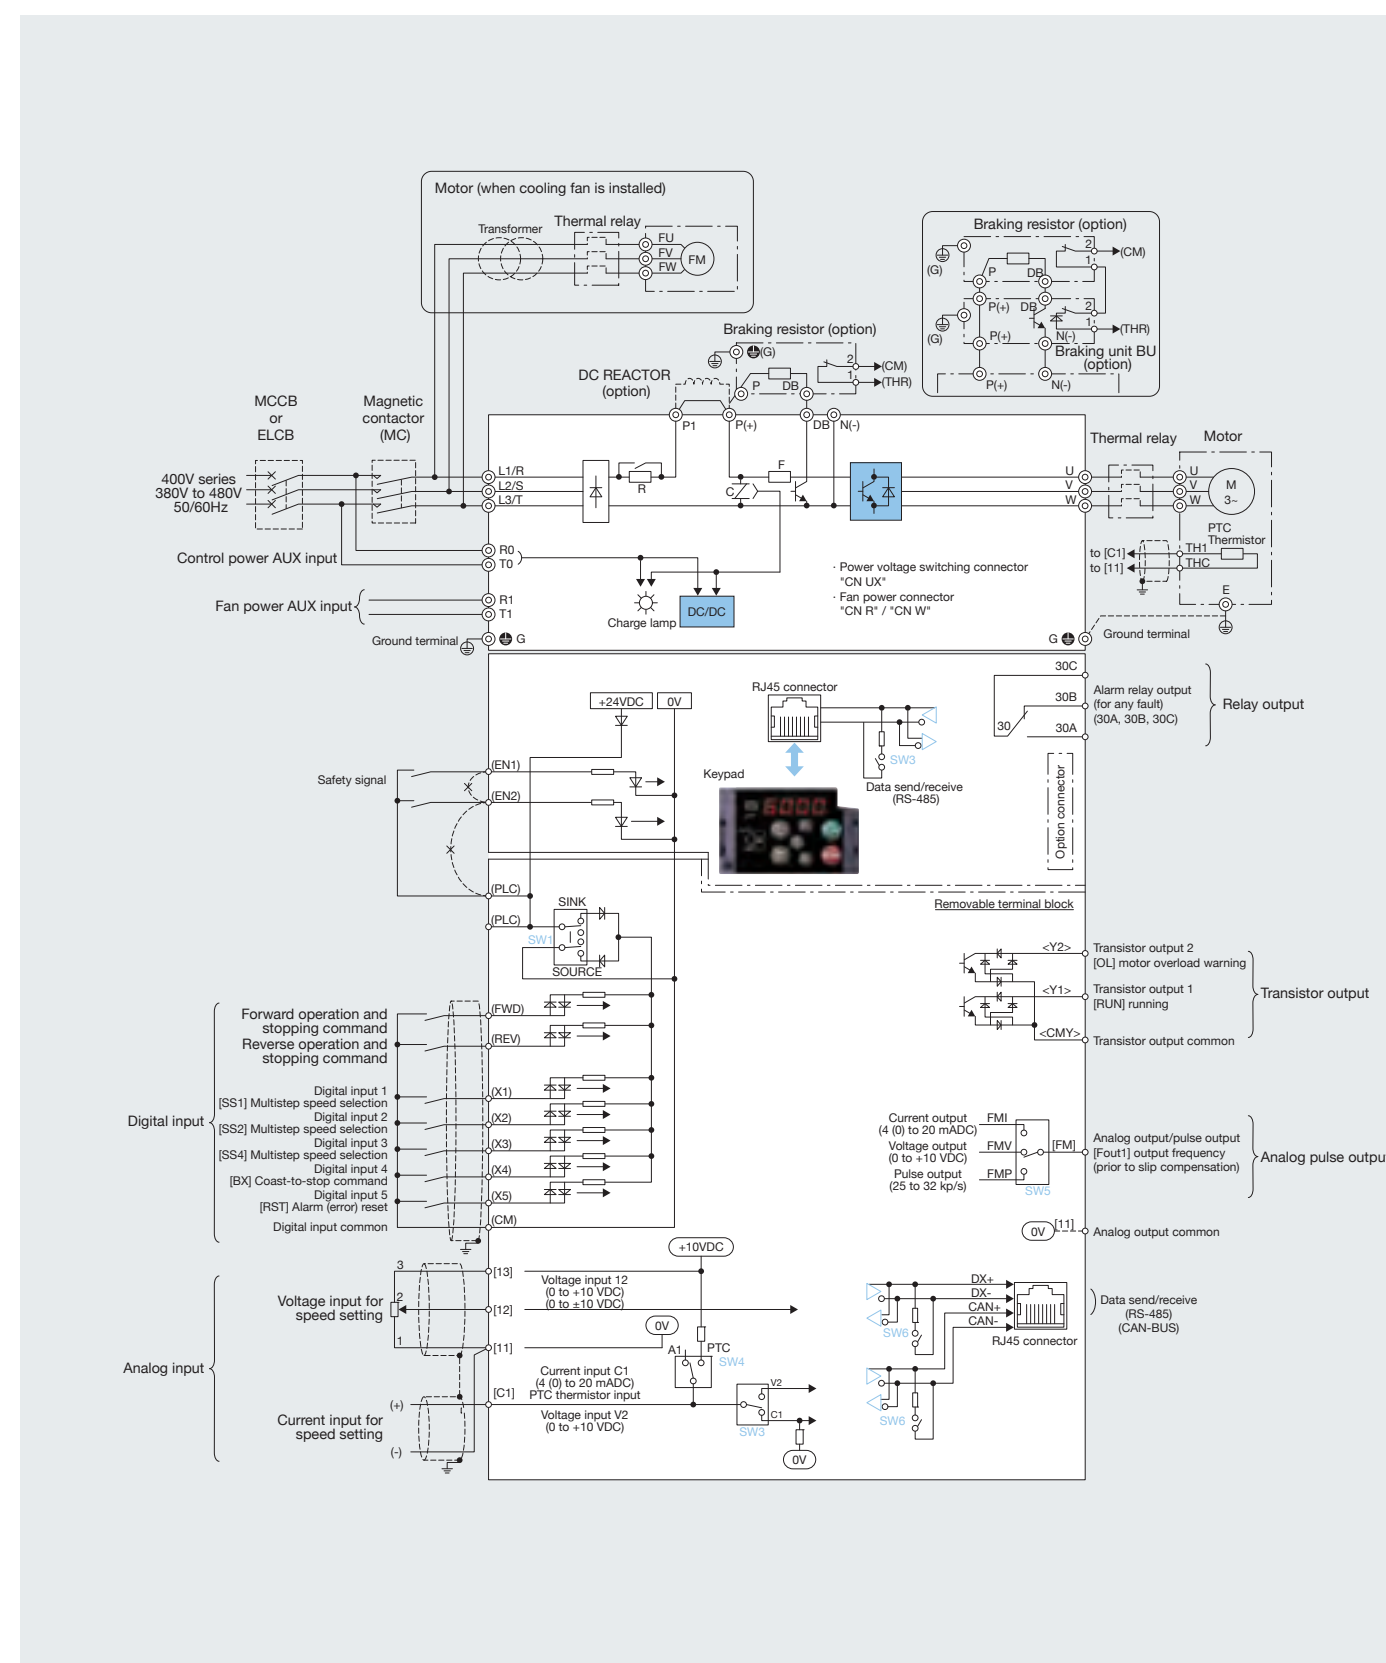 Motor (when cooling fan is installed)
Transformer
Thermal relay
FU
FV
FW
FM
Braking resistor (option)
(G)
P
DB
2
1
(CM)
P(+)
DB
2
1
(THR)
(G)
P(+)
N(-)
Braking unit BU
(option)
P(+)
N(-)
Braking resistor (option)
(G)
P
DB
2
1
(CM)
(THR)
DC REACTOR
(option)
P1
P(+)
DB
N(-)
MCCB
or
ELCB
Magnetic
contactor
(MC)
400V series
380V to 480V
50/60Hz
L1/R
L2/S
L3/T
R
C
F
U
V
W
Thermal relay
Motor
U
V
W
M
3~
PTC
Thermistor
to [C1]
to [11]
TH1
THC
E
Control power AUX input
R0
T0
Fan power AUX input
R1
T1
Charge lamp
DC/DC
· Power voltage switching connector
"CN UX"
· Fan power connector
"CN R" / "CN W"
Ground terminal
G
G
Ground terminal
+24VDC
0V
RJ45 connector
SW3
Data send/receive
(RS-485)
Keypad
6000
30C
30B
30A
30
Alarm relay output
(for any fault)
(30A, 30B, 30C)
Relay output
Option connector
Safety signal
(EN1)
(EN2)
(PLC)
(PLC)
SINK
SW1
SOURCE
Removable terminal block
<Y2>
Transistor output 2
[OL] motor overload warning
<Y1>
Transistor output 1
[RUN] running
<CMY>
Transistor output common
Transistor output
Digital input
Forward operation and
stopping command
(FWD)
Reverse operation and
stopping command
(REV)
Digital input 1
[SS1] Multistep speed selection
(X1)
Digital input 2
[SS2] Multistep speed selection
(X2)
Digital input 3
[SS4] Multistep speed selection
(X3)
Digital input 4
[BX] Coast-to-stop command
(X4)
Digital input 5
[RST] Alarm (error) reset
(X5)
Digital input common
(CM)
Current output
(4 (0) to 20 mADC)
FMI
Voltage output
(0 to +10 VDC)
FMV
Pulse output
(25 to 32 kp/s)
FMP
SW5
[FM]
Analog output/pulse output
[Fout1] output frequency
(prior to slip compensation)
Analog pulse outpu
0V
[11]
Analog output common
Analog input
Voltage input for
speed setting
3
2
1
[13]
[12]
[11]
+10VDC
Voltage input 12
(0 to +10 VDC)
(0 to ±10 VDC)
0V
A1
PTC
SW4
[C1]
Current input C1
(4 (0) to 20 mADC)
PTC thermistor input
Voltage input V2
(0 to +10 VDC)
Current input for
speed setting
(+)
(-)
V2
C1
SW3
0V
DX+
DX-
CAN+
CAN-
SW6
SW6
RJ45 connector
Data send/receive
(RS-485)
(CAN-BUS)